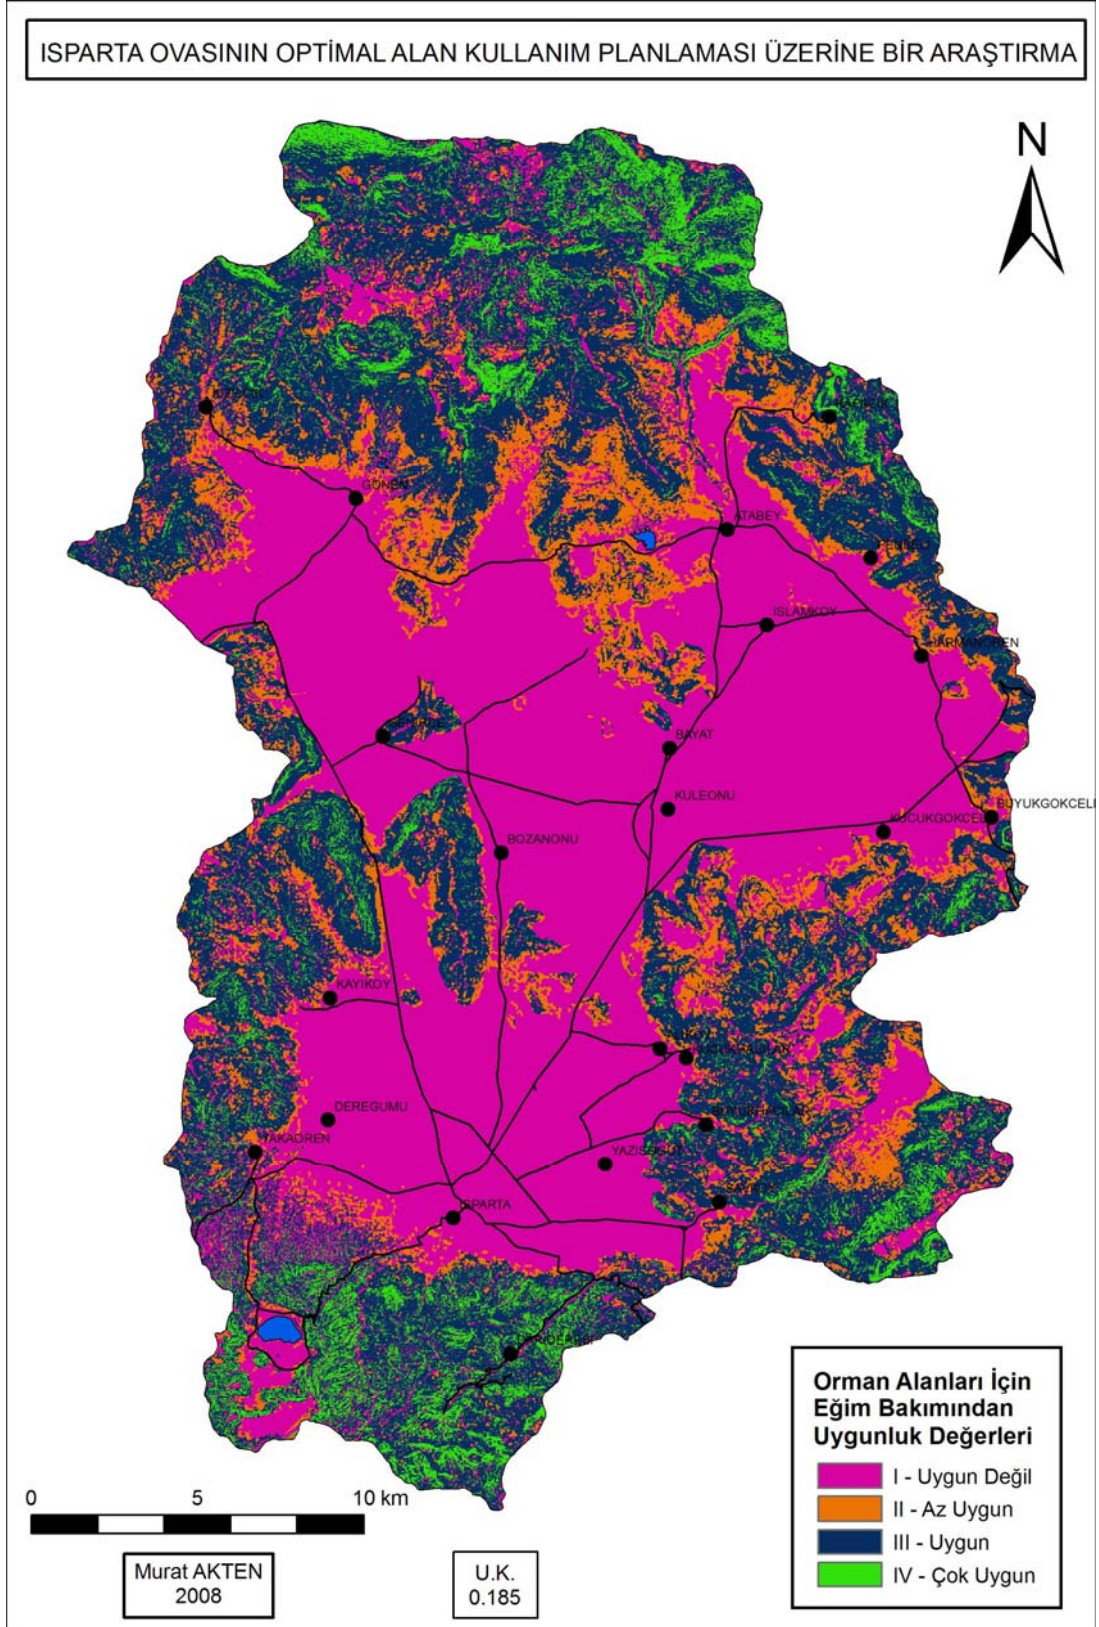 ISPARTA OVASININ OPTİMAL ALAN KULLANIM PLANLAMASI ÜZERİNE BİR ARAŞTIRMA
N
GONEN
ATABEY
ISLAMKOY
HARMANOREN
BAYAT
KULEONU
BUYUKGOKCELI
KUCUKGOKCELI
BOZANONU
KAYIKOY
DEREGUMU
YAKAOREN
YAZISOGUT
ISPARTA
Orman Alanları İçin
Eğim Bakımından
Uygunluk Değerleri
I - Uygun Değil
II - Az Uygun
III - Uygun
IV - Çok Uygun
0 5 10 km
Murat AKTEN
2008
U.K.
0.185